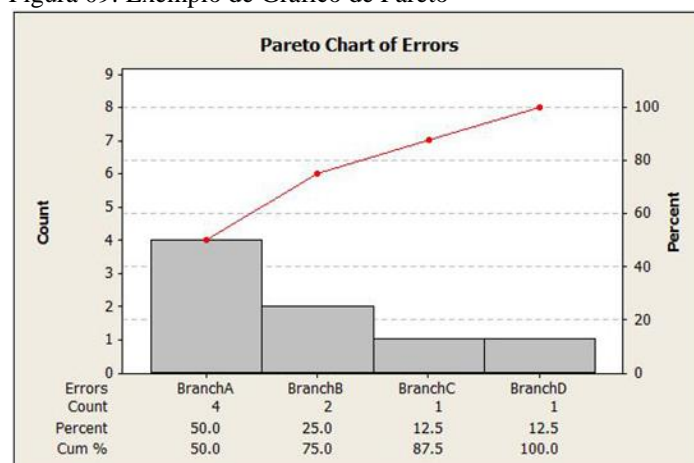 Figura 69: Exemplo de Gráfico de Pareto
Pareto Chart of Errors
9
8
7
6
5
4
3
2
1
0
Count
100
80
60
40
20
0
Percent
Errors BranchA BranchB BranchC BranchD
Count 4 2 1 1
Percent 50.0 25.0 12.5 12.5
Cum % 50.0 75.0 87.5 100.0